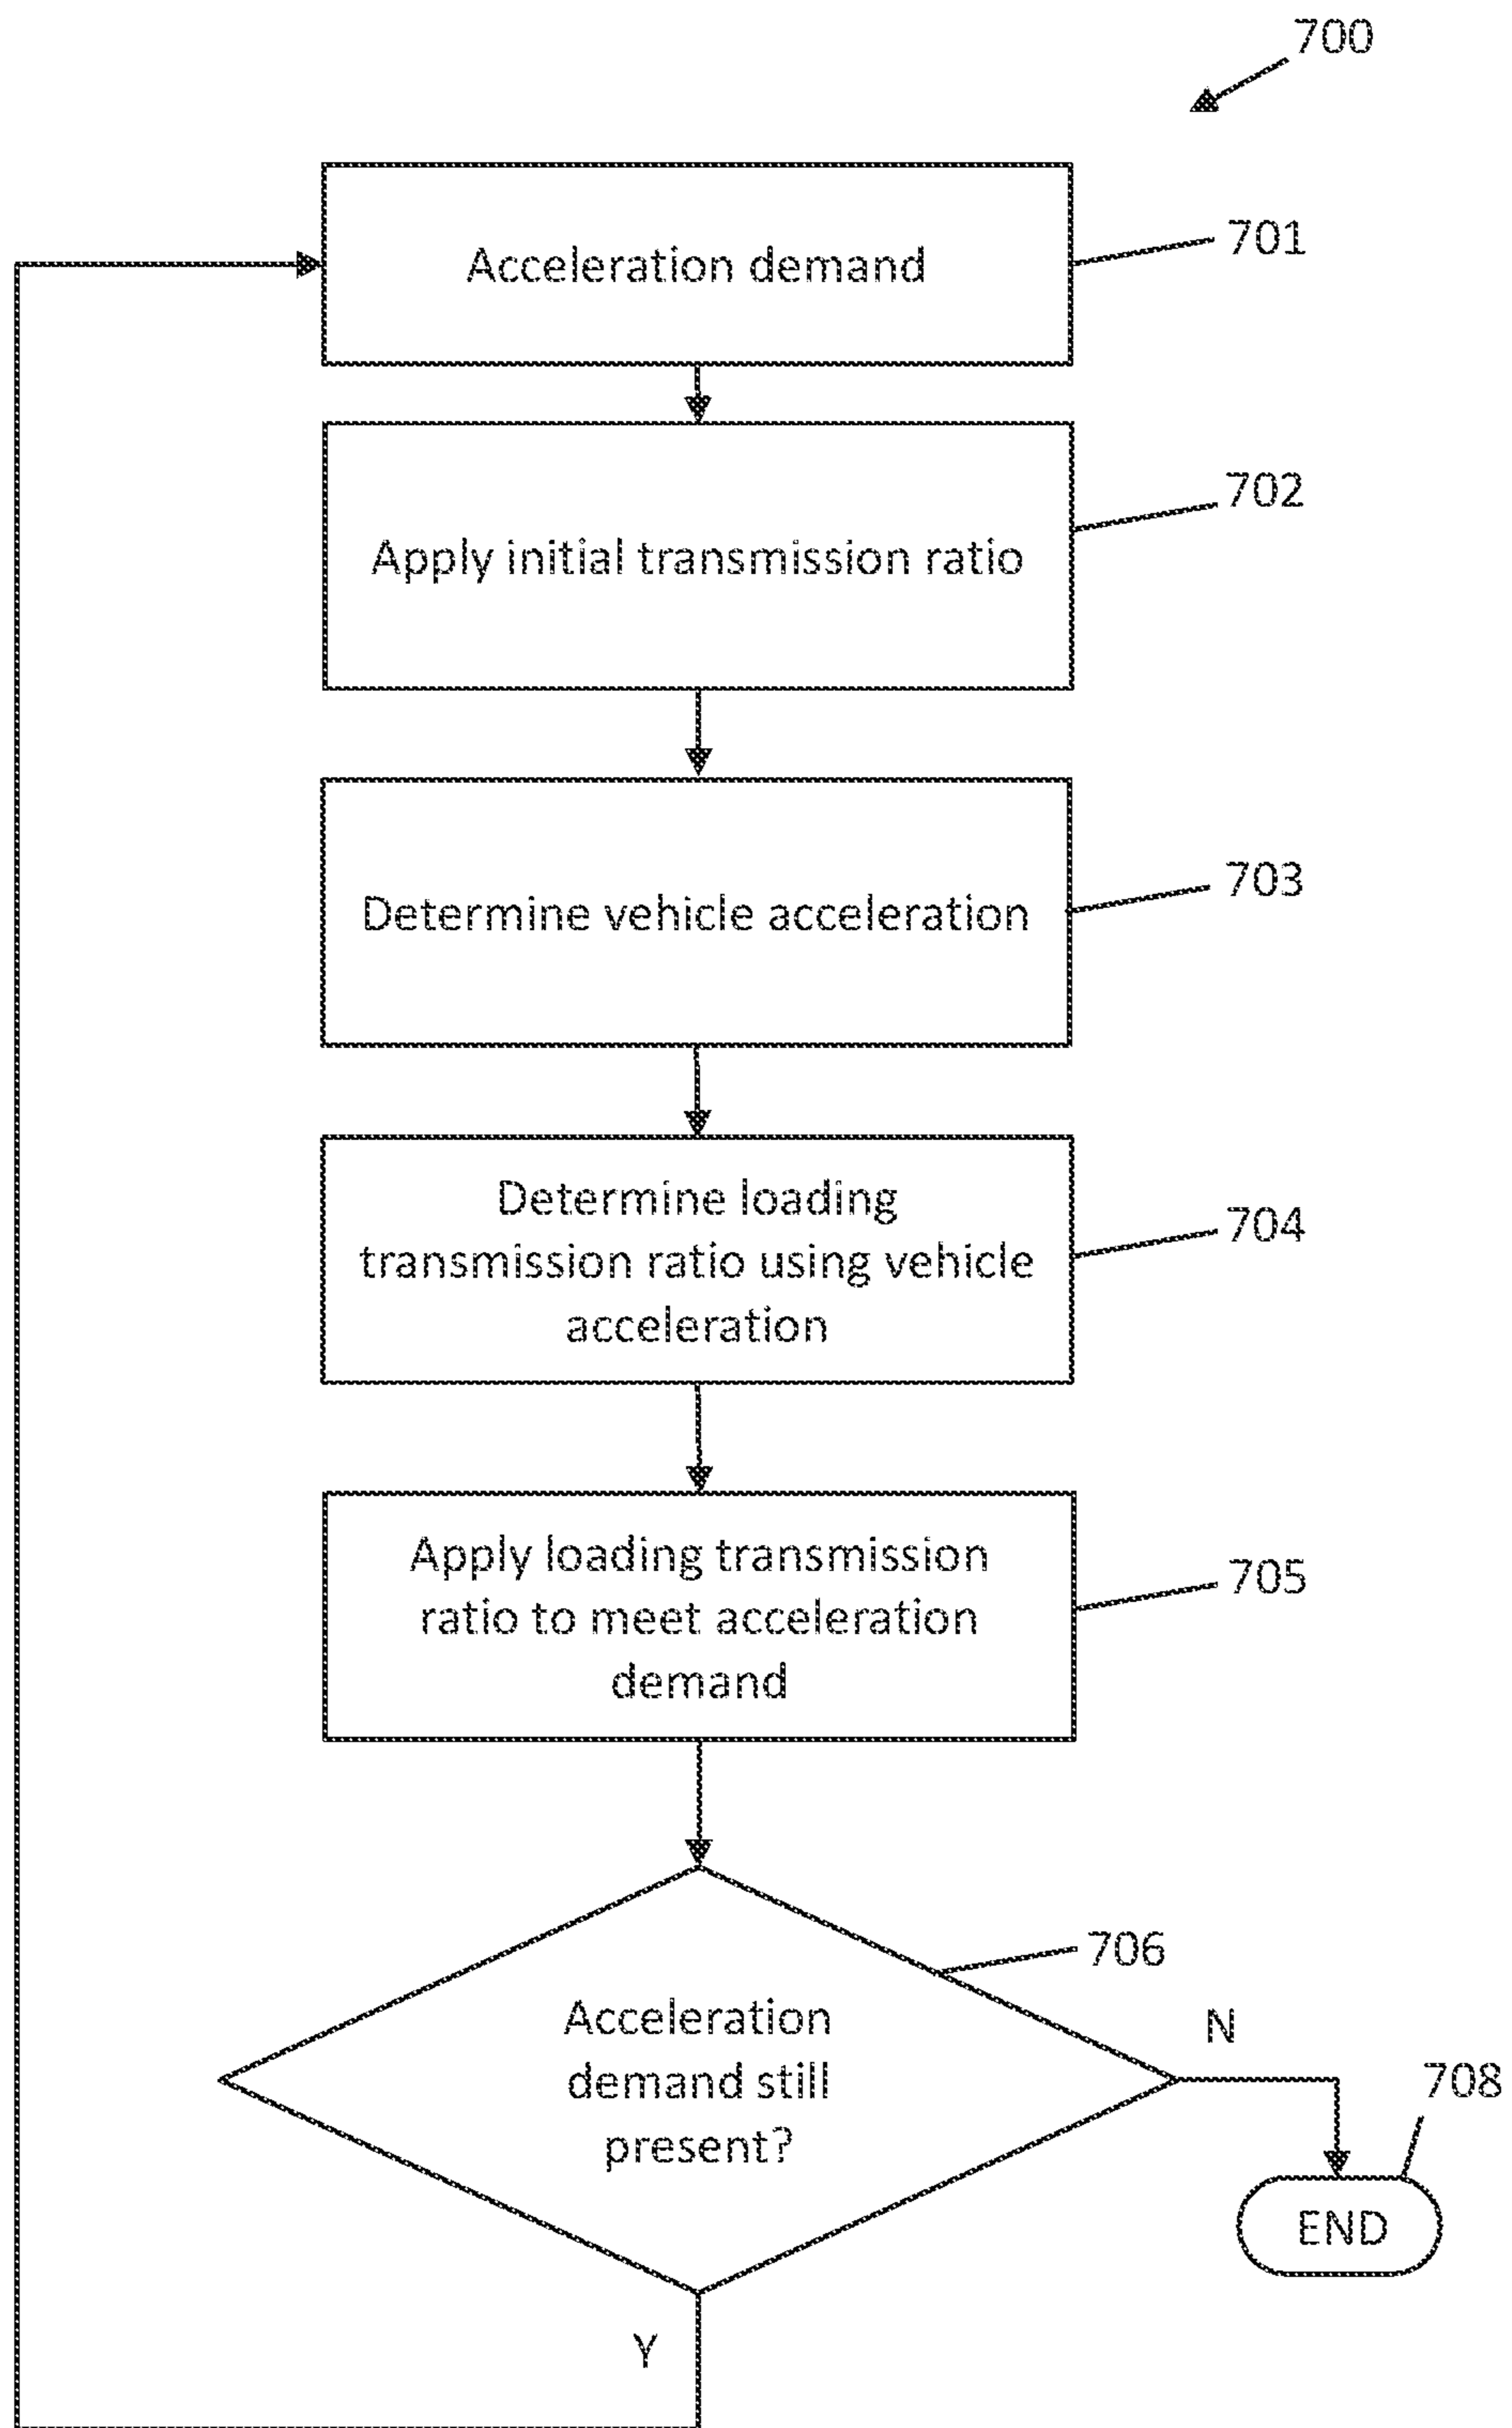 700
Acceleration demand
701
Apply initial transmission ratio
702
Determine vehicle acceleration
703
Determine loading
transmission ratio using vehicle
acceleration
704
Apply loading transmission
ratio to meet acceleration
demand
705
Acceleration
demand still
present?
706
N
708
END
Y